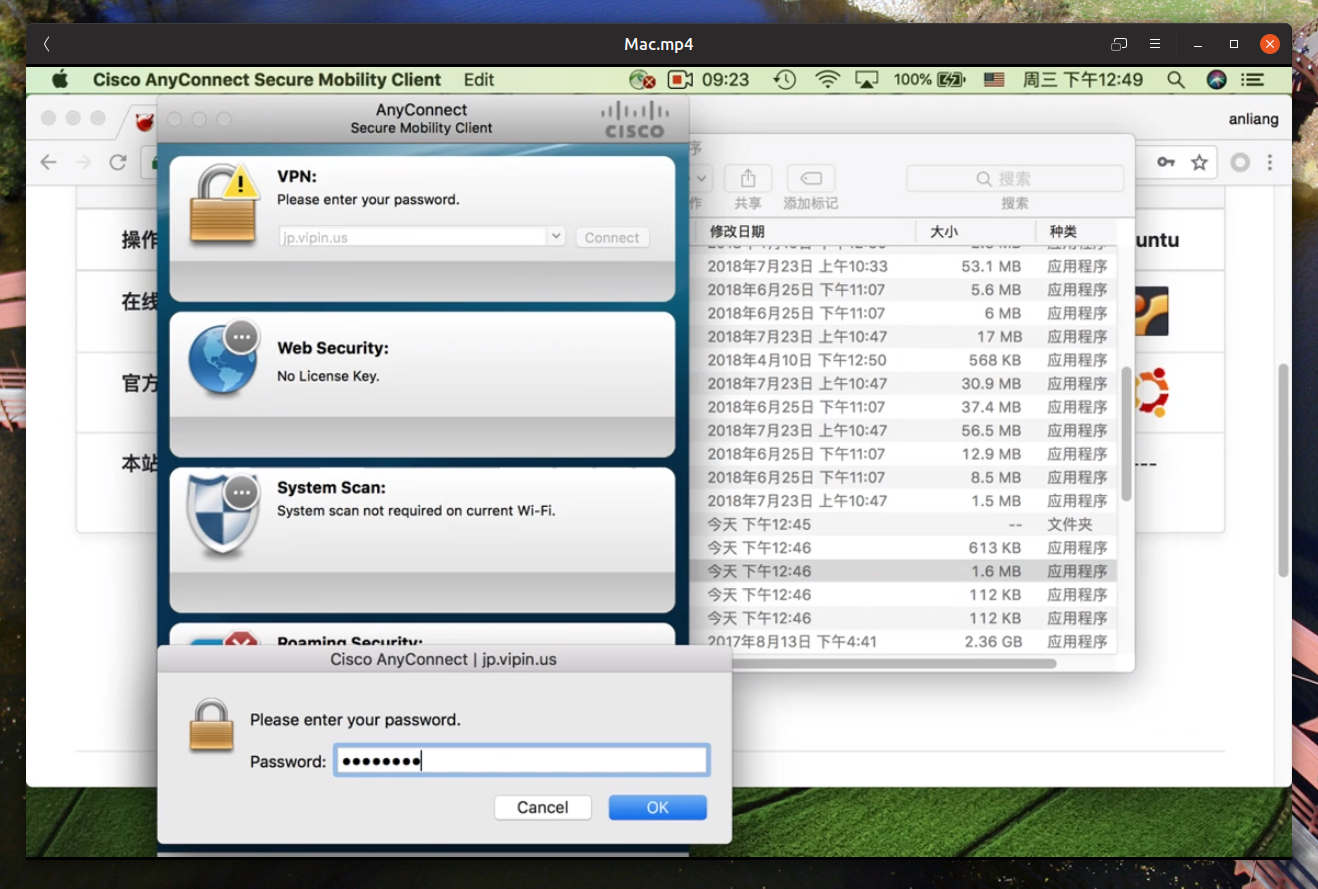 Mac.mp4
Cisco AnyConnect Secure Mobility Client Edit 09:23 100% 周三 下午12:49
anliang
AnyConnect
Secure Mobility Client
CISCO
VPN:
Please enter your password.
jp.vipin.us Connect
Web Security:
No License Key.
System Scan:
System scan not required on current Wi-Fi.
Roaming Security:
操作
在线
官方
本站
序
作 共享 添加标记 搜索
搜索
修改日期 大小 种类
untu
2018年7月23日 上午10:33 53.1 MB 应用程序
2018年6月25日 下午11:07 5.6 MB 应用程序
2018年6月25日 下午11:07 6 MB 应用程序
2018年7月23日 上午10:47 17 MB 应用程序
2018年4月10日 下午12:50 568 KB 应用程序
2018年7月23日 上午10:47 30.9 MB 应用程序
2018年6月25日 下午11:07 37.4 MB 应用程序
2018年7月23日 上午10:47 56.5 MB 应用程序
2018年6月25日 下午11:07 12.9 MB 应用程序
2018年6月25日 下午11:07 8.5 MB 应用程序
2018年7月23日 上午10:47 1.5 MB 应用程序
今天 下午12:45 -- 文件夹
今天 下午12:46 613 KB 应用程序
今天 下午12:46 1.6 MB 应用程序
今天 下午12:46 112 KB 应用程序
今天 下午12:46 112 KB 应用程序
2017年8月13日 下午4:41 2.36 GB 应用程序
---
Cisco AnyConnect | jp.vipin.us
Please enter your password.
Password: ••••••••
Cancel OK